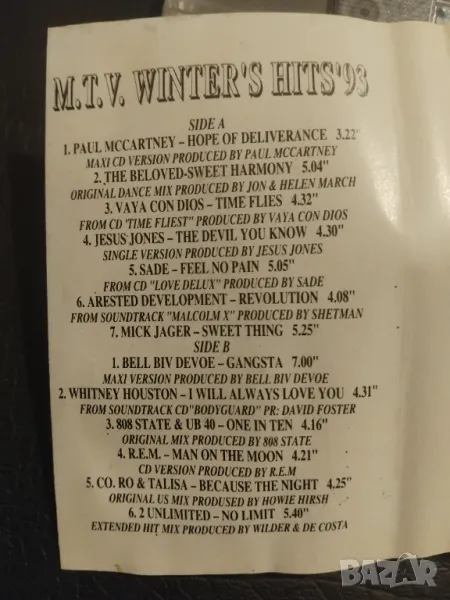 M.T.V. WINTER'S HITS'93
SIDE A
1. PAUL MCCARTNEY – HOPE OF DELIVERANCE 3.22"
MAXI CD VERSION PRODUCED BY PAUL MCCARTNEY
2. THE BELOVED-SWEET HARMONY 5.04"
ORIGINAL DANCE MIX PRODUCED BY JON & HELEN MARCH
3. VAYA CON DIOS – TIME FLIES 4.32"
FROM CD "TIME FLIEST" PRODUCED BY VAYA CON DIOS
4. JESUS JONES – THE DEVIL YOU KNOW 4.30"
SINGLE VERSION PRODUCED BY JESUS JONES
5. SADE – FEEL NO PAIN 5.05"
FROM CD "LOVE DELUX" PRODUCED BY SADE
6. ARESTED DEVELOPMENT – REVOLUTION 4.08"
FROM SOUNDTRACK "MALCOLM X" PRODUCED BY SHETMAN
7. MICK JAGER – SWEET THING 5.25"
SIDE B
1. BELL BIV DEVOE – GANGSTA 7.00"
MAXI VERSION PRODUCED BY BELL BIV DEVOE
2. WHITNEY HOUSTON – I WILL ALWAYS LOVE YOU 4.31"
FROM SOUNDTRACK CD"BODYGUARD" PR: DAVID FOSTER
3. 808 STATE & UB 40 – ONE IN TEN 4.16"
ORIGINAL MIX PRODUCED BY 808 STATE
4. R.E.M. – MAN ON THE MOON 4.21"
CD VERSION PRODUCED BY R.E.M
5. CO. RO & TALISA – BECAUSE THE NIGHT 4.25"
ORIGINAL US MIX PRODUSED BY HOWIE HIRSH
6. 2 UNLIMITED – NO LIMIT 5.40"
EXTENDED HIT MIX PRODUCED BY WILDER & DE COSTA
BAZAR.bg